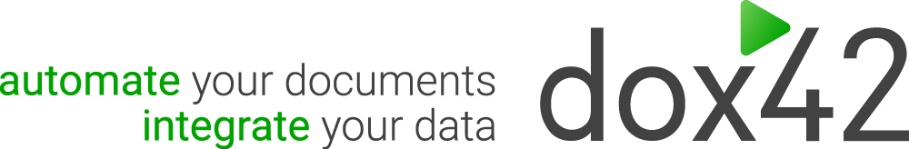 automate your documents
integrate your data
dox42